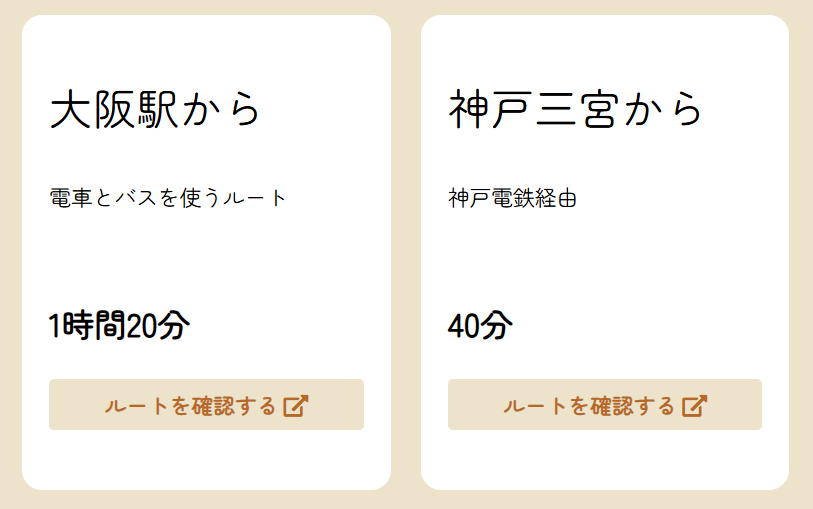 大阪駅から
電車とバスを使うルート
1時間20分
ルートを確認する
神戸三宮から
神戸電鉄経由
40分
ルートを確認する